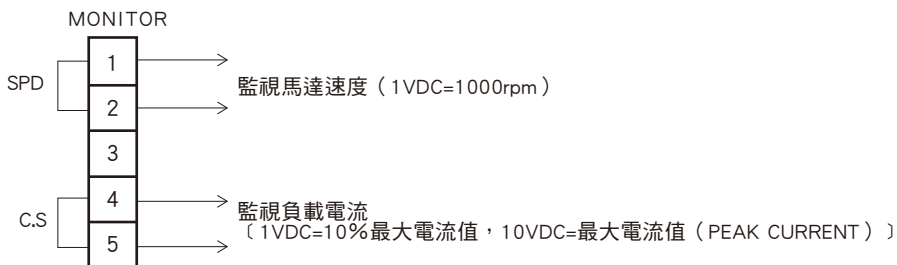 MONITOR
1
SPD
監視馬達速度（1VDC=1000rpm）
2
3
4
監視負載電流
C.S
〔1VDC=10%最大電流值，10VDC=最大電流值（PEAK CURRENT）〕
5